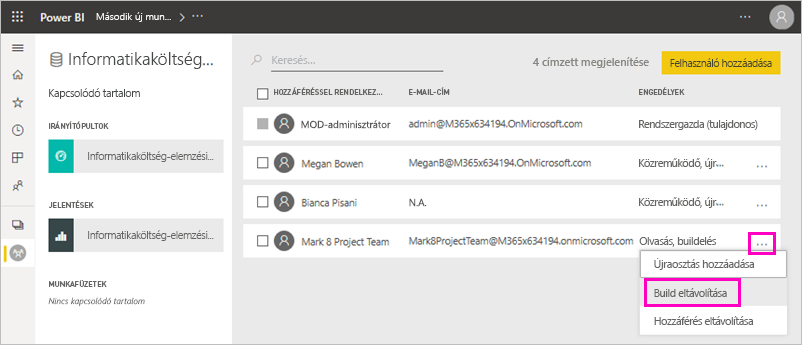 Power BI Második új mun...
Informatikaköltség...
Kapcsolódó tartalom
IRÁNYÍTÓPULTOK
Informatikaköltség-elemzési...
JELENTÉSEK
Informatikaköltség-elemzési...
MUNKAFÜZETEK
Nincs kapcsolódó tartalom
Keresés...
4 címzett megjelenítése
Felhasználó hozzáadása
HOZZÁFÉRÉSSEL RENDELKEZ... E-MAIL-CÍM ENGEDÉLYEK
MOD-adminisztrátor admin@M365x634194.OnMicrosoft.com Rendszergazda (tulajdonos)
Megan Bowen MeganB@M365x634194.OnMicrosoft.com Közreműködő, újr... ...
Bianca Pisani N.A. Közreműködő, újr... ...
Mark 8 Project Team Mark8ProjectTeam@M365x634194.onmicrosoft.com Olvasás, buildelés ...
Újraosztás hozzáadása
Build eltávolítása
Hozzáférés eltávolítása